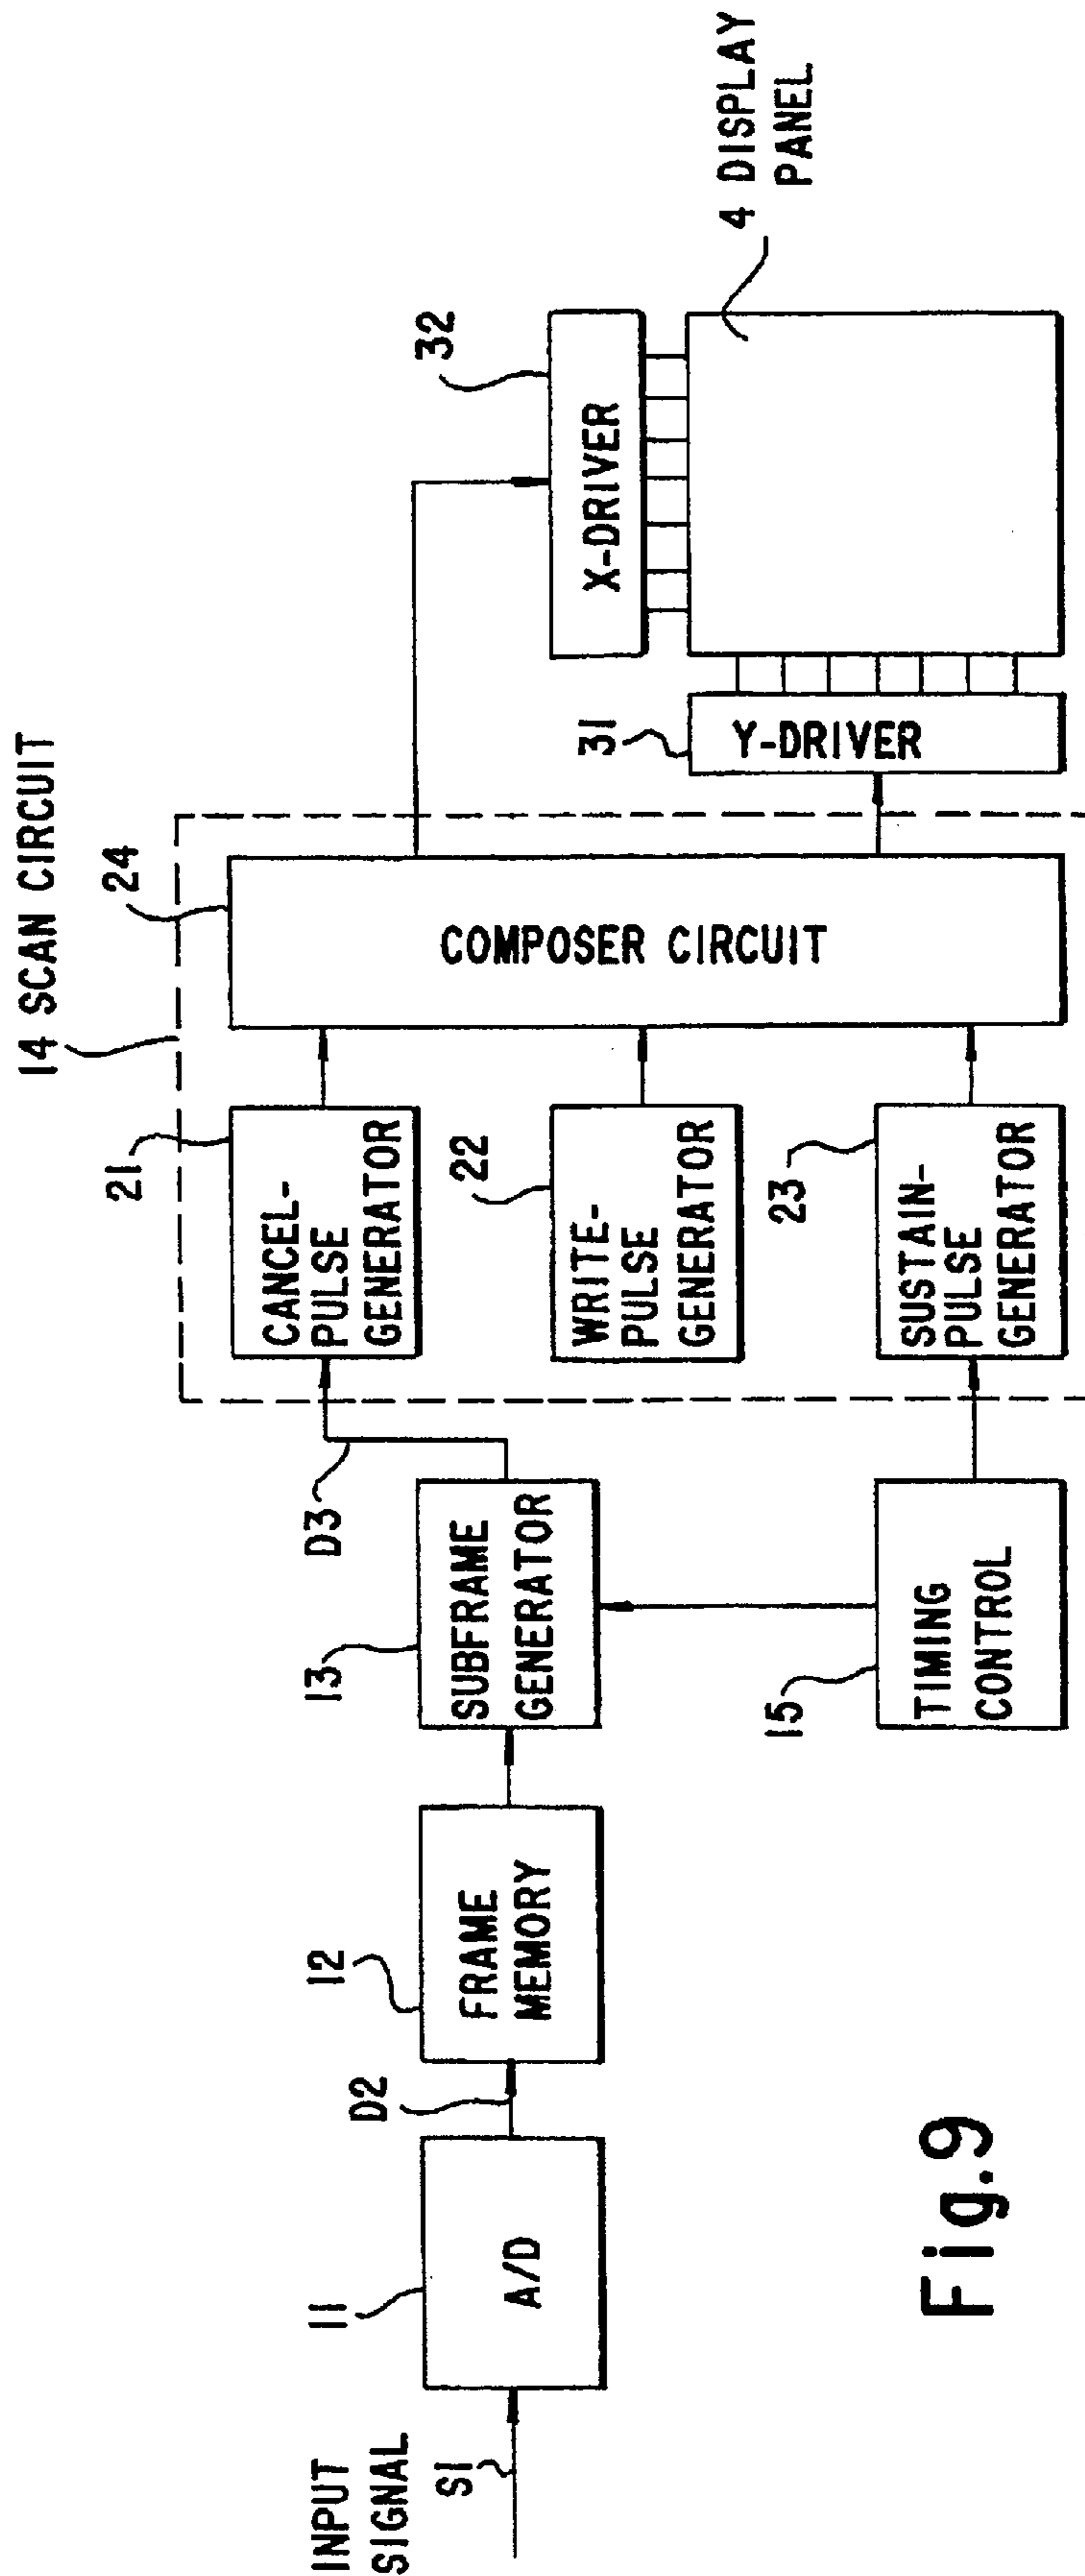 INPUT
SIGNAL
S1
11
A/D
D2
12
FRAME
MEMORY
13
SUBFRAME
GENERATOR
D3
15
TIMING
CONTROL
14 SCAN CIRCUIT
21
CANCEL-
PULSE
GENERATOR
22
WRITE-
PULSE
GENERATOR
23
SUSTAIN-
PULSE
GENERATOR
24
COMPOSER CIRCUIT
31
Y-DRIVER
32
X-DRIVER
4 DISPLAY
PANEL
Fig.9